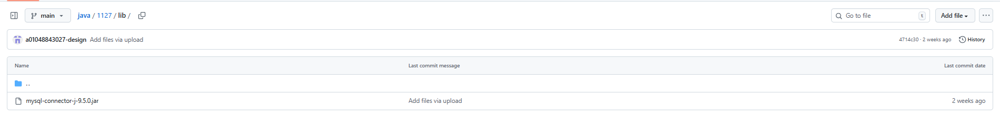 main java / 1127 / lib / Go to file t Add file
a01048843027-design Add files via upload 4714c30 · 2 weeks ago History
Name Last commit message Last commit date
..
mysql-connector-j-9.5.0.jar Add files via upload 2 weeks ago